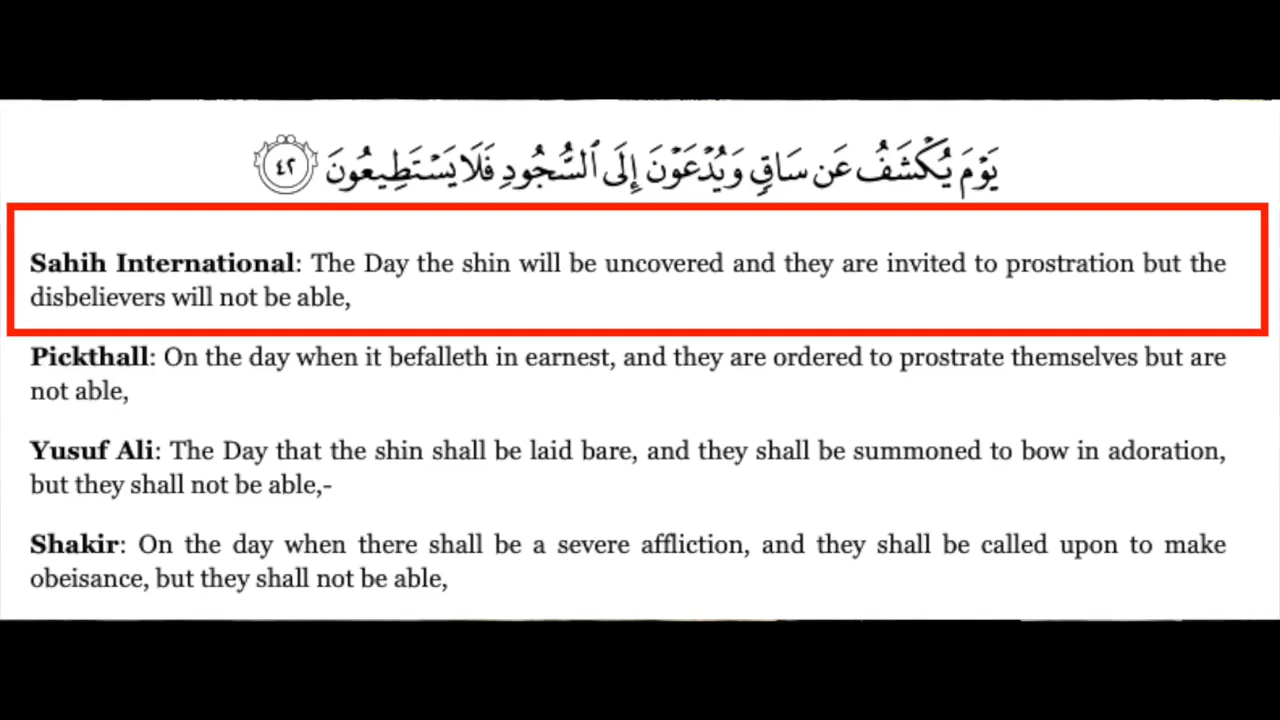 يَوْمَ يُكْشَفُ عَن سَاقٍ وَيُدْعَوْنَ إِلَى ٱلسُّجُودِ فَلَا يَسْتَطِيعُونَ ٤٢
Sahih International: The Day the shin will be uncovered and they are invited to prostration but the
disbelievers will not be able,
Pickthall: On the day when it befalleth in earnest, and they are ordered to prostrate themselves but are
not able,
Yusuf Ali: The Day that the shin shall be laid bare, and they shall be summoned to bow in adoration,
but they shall not be able,-
Shakir: On the day when there shall be a severe affliction, and they shall be called upon to make
obeisance, but they shall not be able,